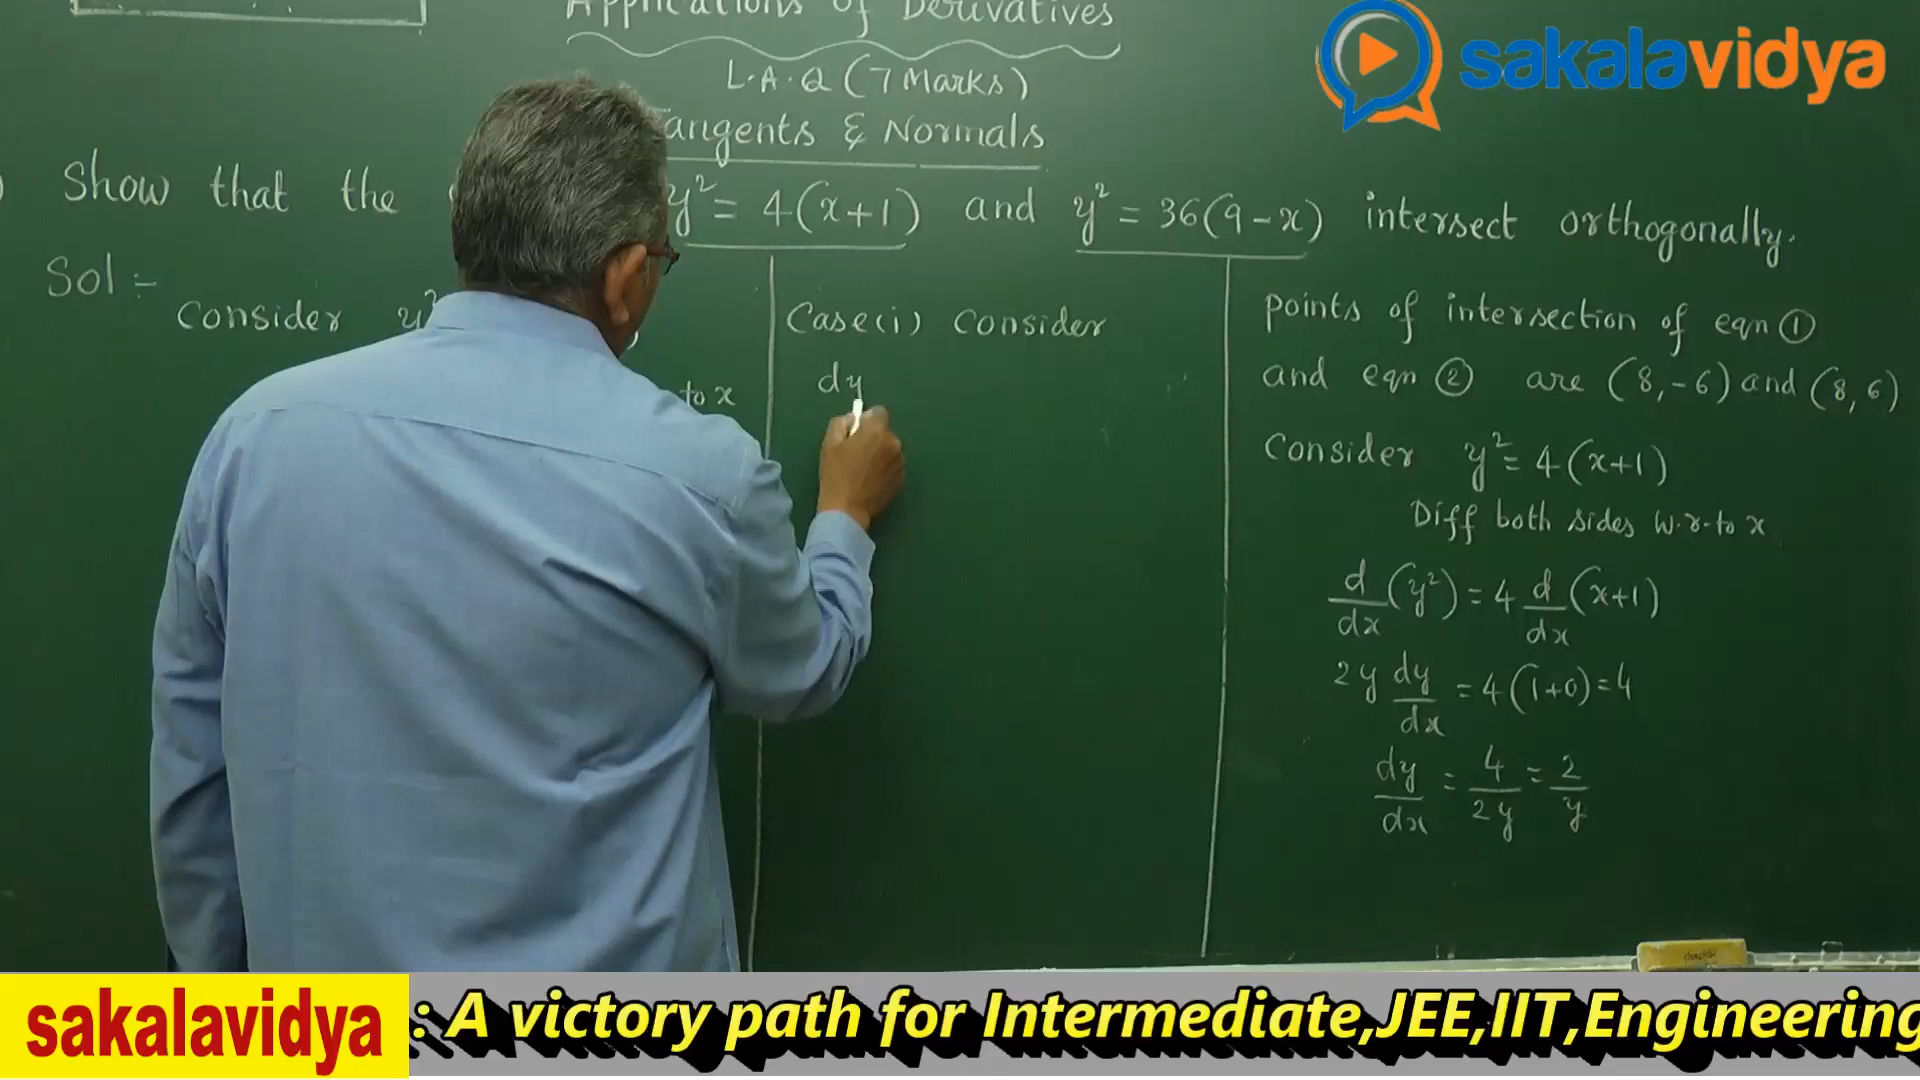 Applications of Derivatives
L.A.Q (7 Marks)
Tangents & Normals
Show that the y² = 4(x+1) and y² = 36(9-x) intersect orthogonally.
Sol :-
Consider y²
to x
Case(i) Consider
dy
points of intersection of eqn ①
and eqn ② are (8,-6) and (8,6)
Consider y² = 4(x+1)
Diff both sides w.r.to x
d/dx (y²) = 4 d/dx (x+1)
2y dy/dx = 4(1+0) = 4
dy/dx = 4/2y = 2/y
sakalavidya
sakalavidya : A victory path for Intermediate,JEE,IIT,Engineering